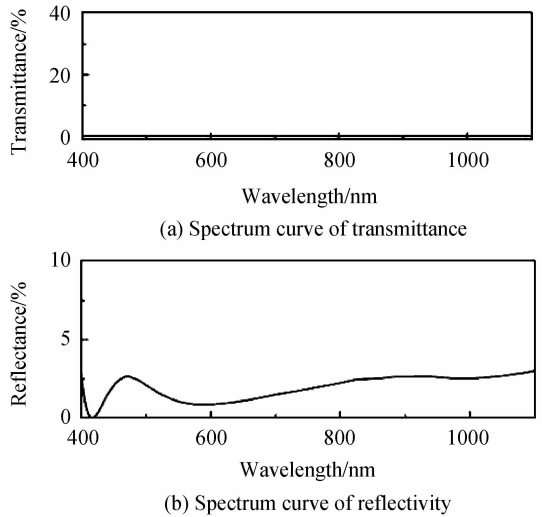 Transmittance/%
40
20
0
400 600 800 1000
Wavelength/nm
(a) Spectrum curve of transmittance
Reflectance/%
10
5
0
400 600 800 1000
Wavelength/nm
(b) Spectrum curve of reflectivity